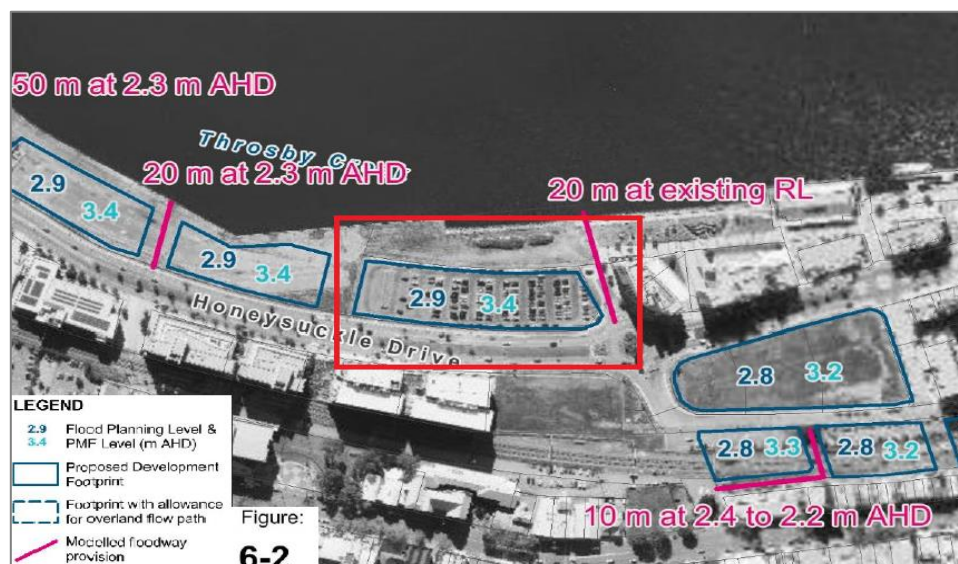 50 m at 2.3 m AHD
Throsby
20 m at 2.3 m AHD
20 m at existing RL
2.9
3.4
2.9
3.4
2.9
3.4
Honeysuckle Drive
2.8
3.2
2.8
3.3
2.8
3.2
10 m at 2.4 to 2.2 m AHD
LEGEND
2.9 Flood Planning Level &
3.4 PMF Level (m AHD)
Proposed Development
Footprint
Footprint with allowance
for overland flow path
Modelled floodway
provision
Figure:
6-2